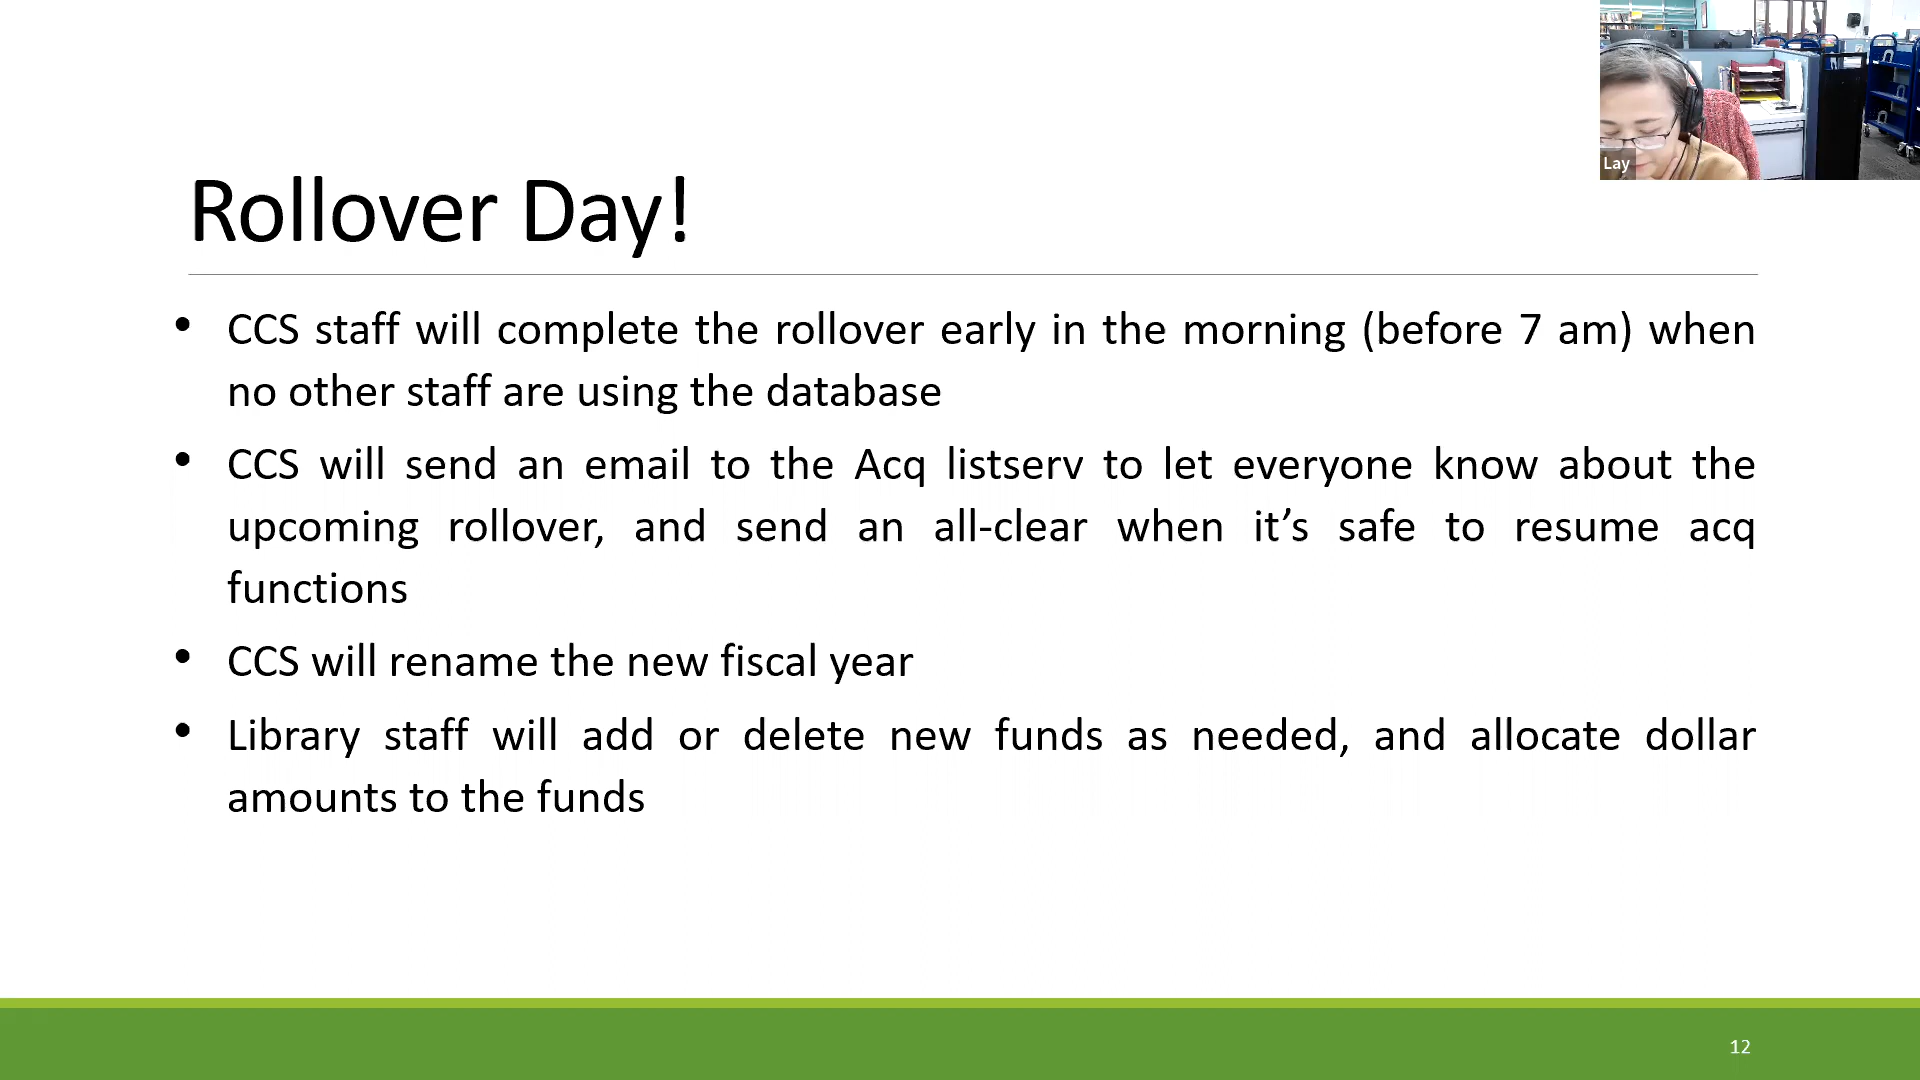 Lay
Rollover Day!
• CCS staff will complete the rollover early in the morning (before 7 am) when
no other staff are using the database
• CCS will send an email to the Acq listserv to let everyone know about the
upcoming rollover, and send an all-clear when it’s safe to resume acq
functions
• CCS will rename the new fiscal year
• Library staff will add or delete new funds as needed, and allocate dollar
amounts to the funds
12